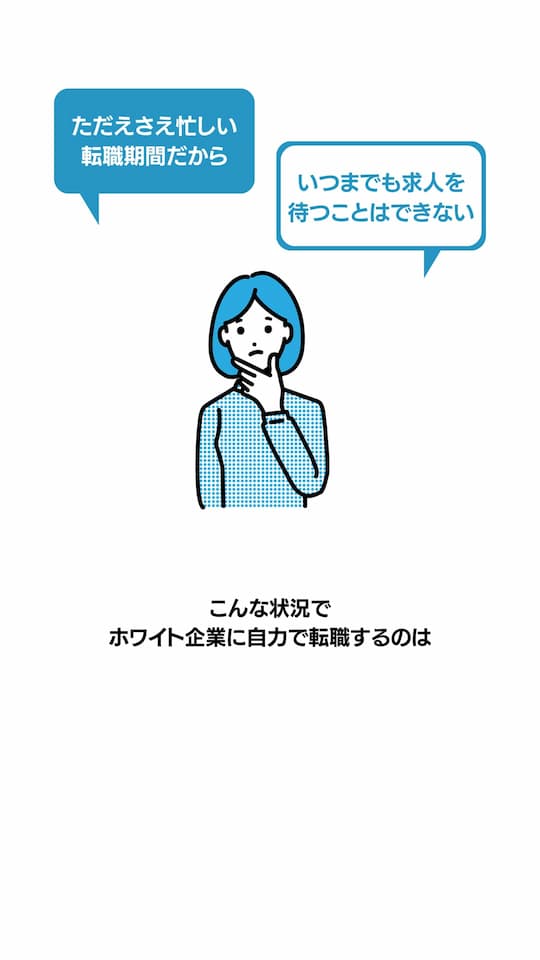 ただえさえ忙しい
転職期間だから
いつまでも求人を
待つことはできない
こんな状況で
ホワイト企業に自力で転職するのは